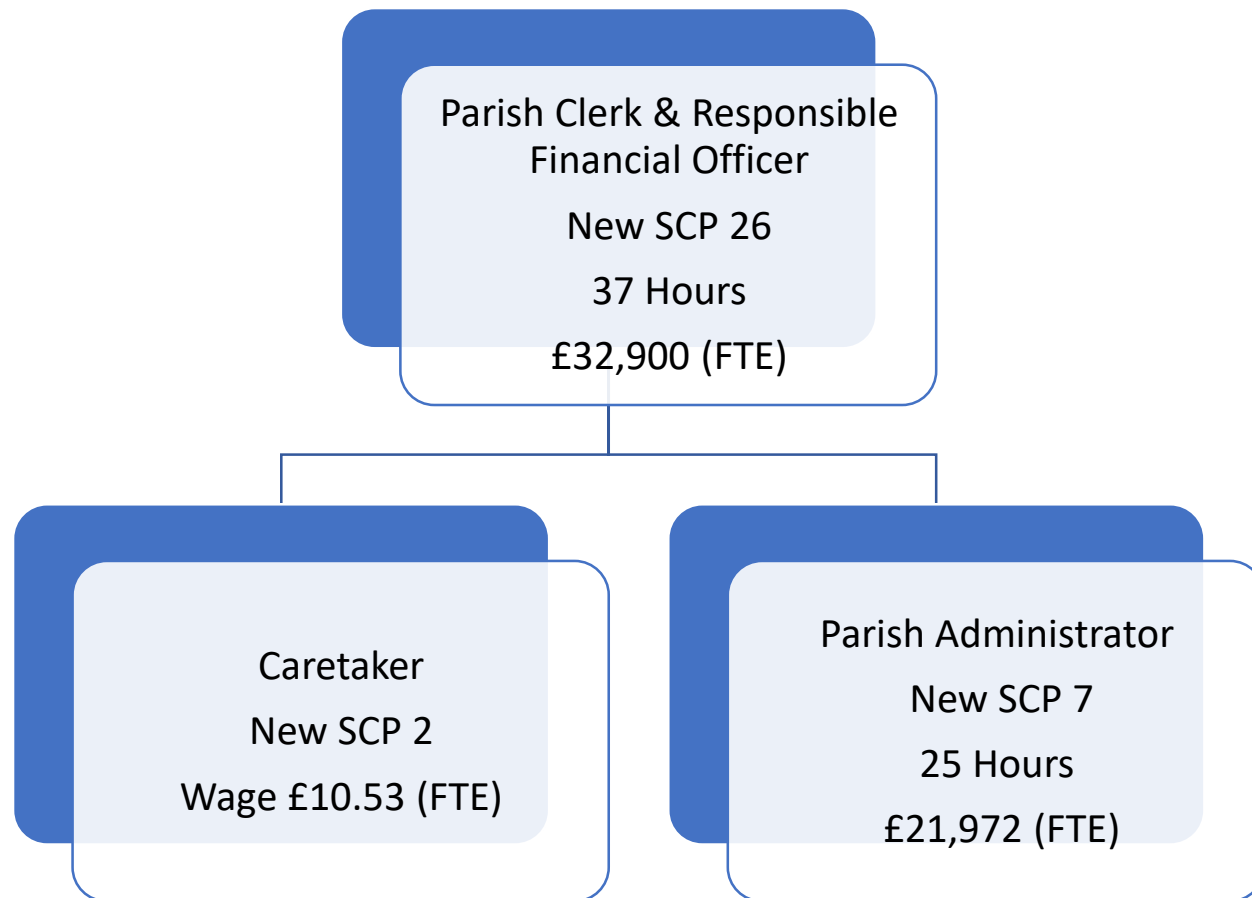 Parish Clerk & Responsible
Financial Officer
New SCP 26
37 Hours
£32,900 (FTE)
Caretaker
New SCP 2
Wage £10.53 (FTE)
Parish Administrator
New SCP 7
25 Hours
£21,972 (FTE)